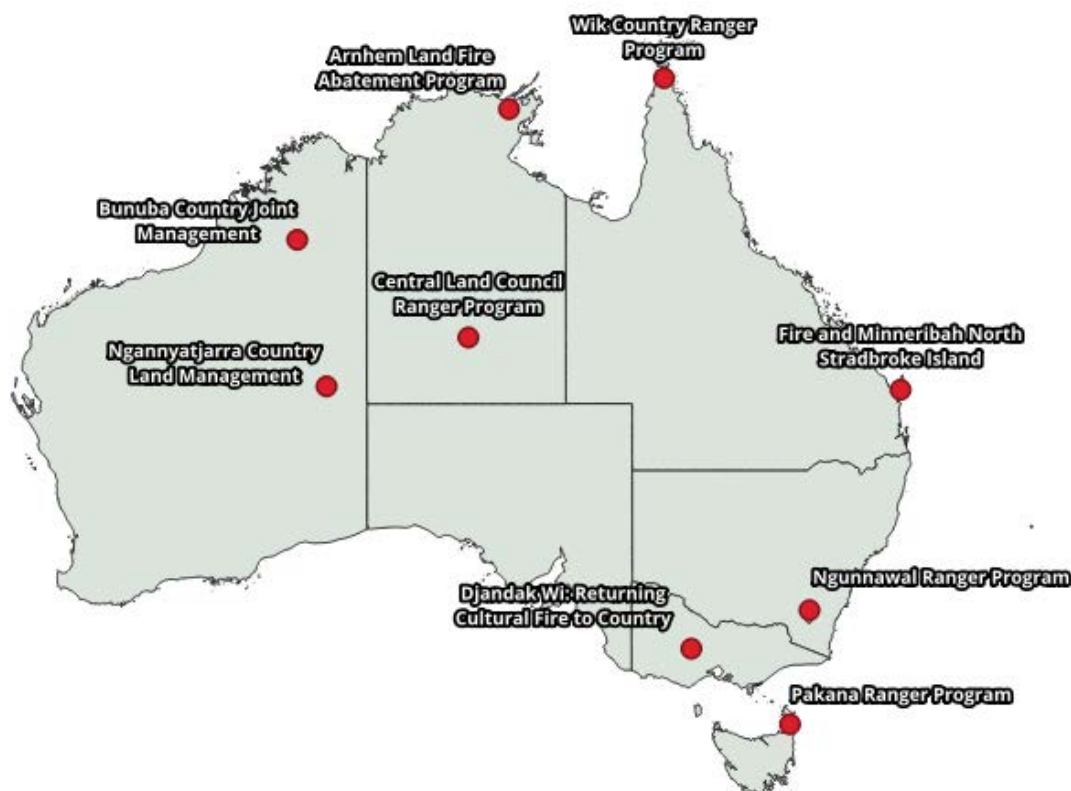 Wik Country Ranger
Program
Arnhem Land Fire
Abatement Program
Bunuba Country Joint
Management
Central Land Council
Ranger Program
Fire and Minneribah North
Stradbroke Island
Ngannyatjarra Country
Land Management
Ngunnawal Ranger Program
Djandak Wi: Returning
Cultural Fire to Country
Pakana Ranger Program